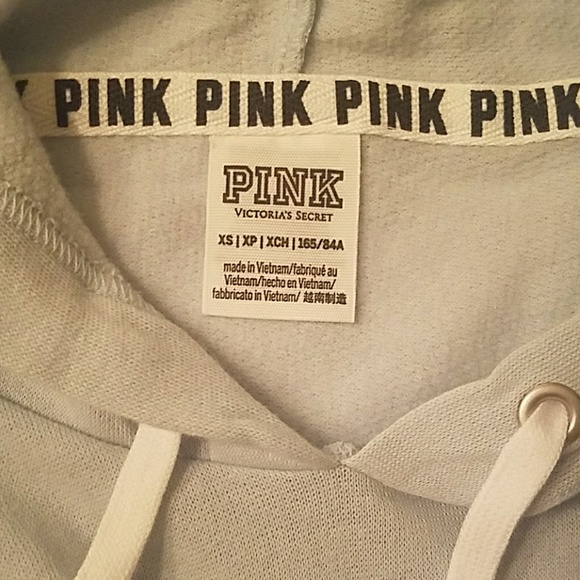 PINK PINK PINK PINK
PINK
VICTORIA'S SECRET
XS | XP | XCH | 165/84A
made in Vietnam/fabriqué au
Vietnam/hecho en Vietnam/
fabbricato in Vietnam/ 越南制造